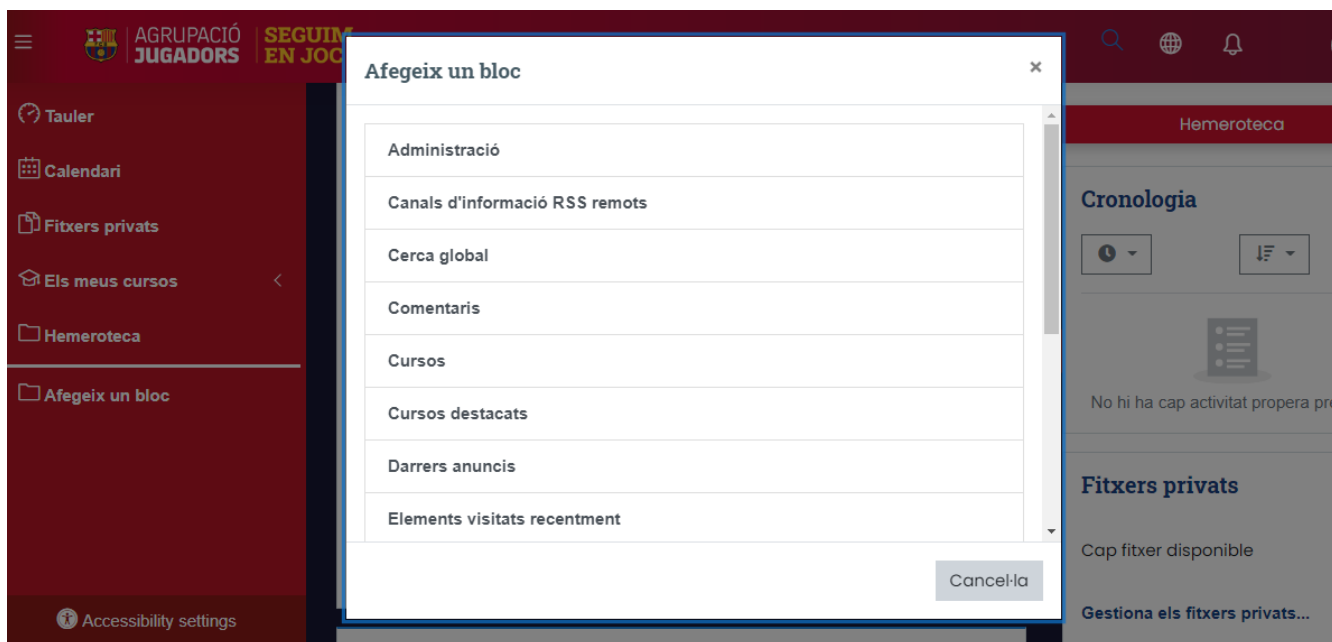 AGRUPACIÓ
JUGADORS
SEGUIM
EN JOC
Tauler
Calendari
Fitxers privats
Els meus cursos
Hemeroteca
Afegeix un bloc
Accessibility settings
Afegeix un bloc
×
Administració
Canals d'informació RSS remots
Cerca global
Comentaris
Cursos
Cursos destacats
Darrers anuncis
Elements visitats recentment
Cancel·la
Hemeroteca
Cronologia
No hi ha cap activitat propera
Fitxers privats
Cap fitxer disponible
Gestiona els fitxers privats...